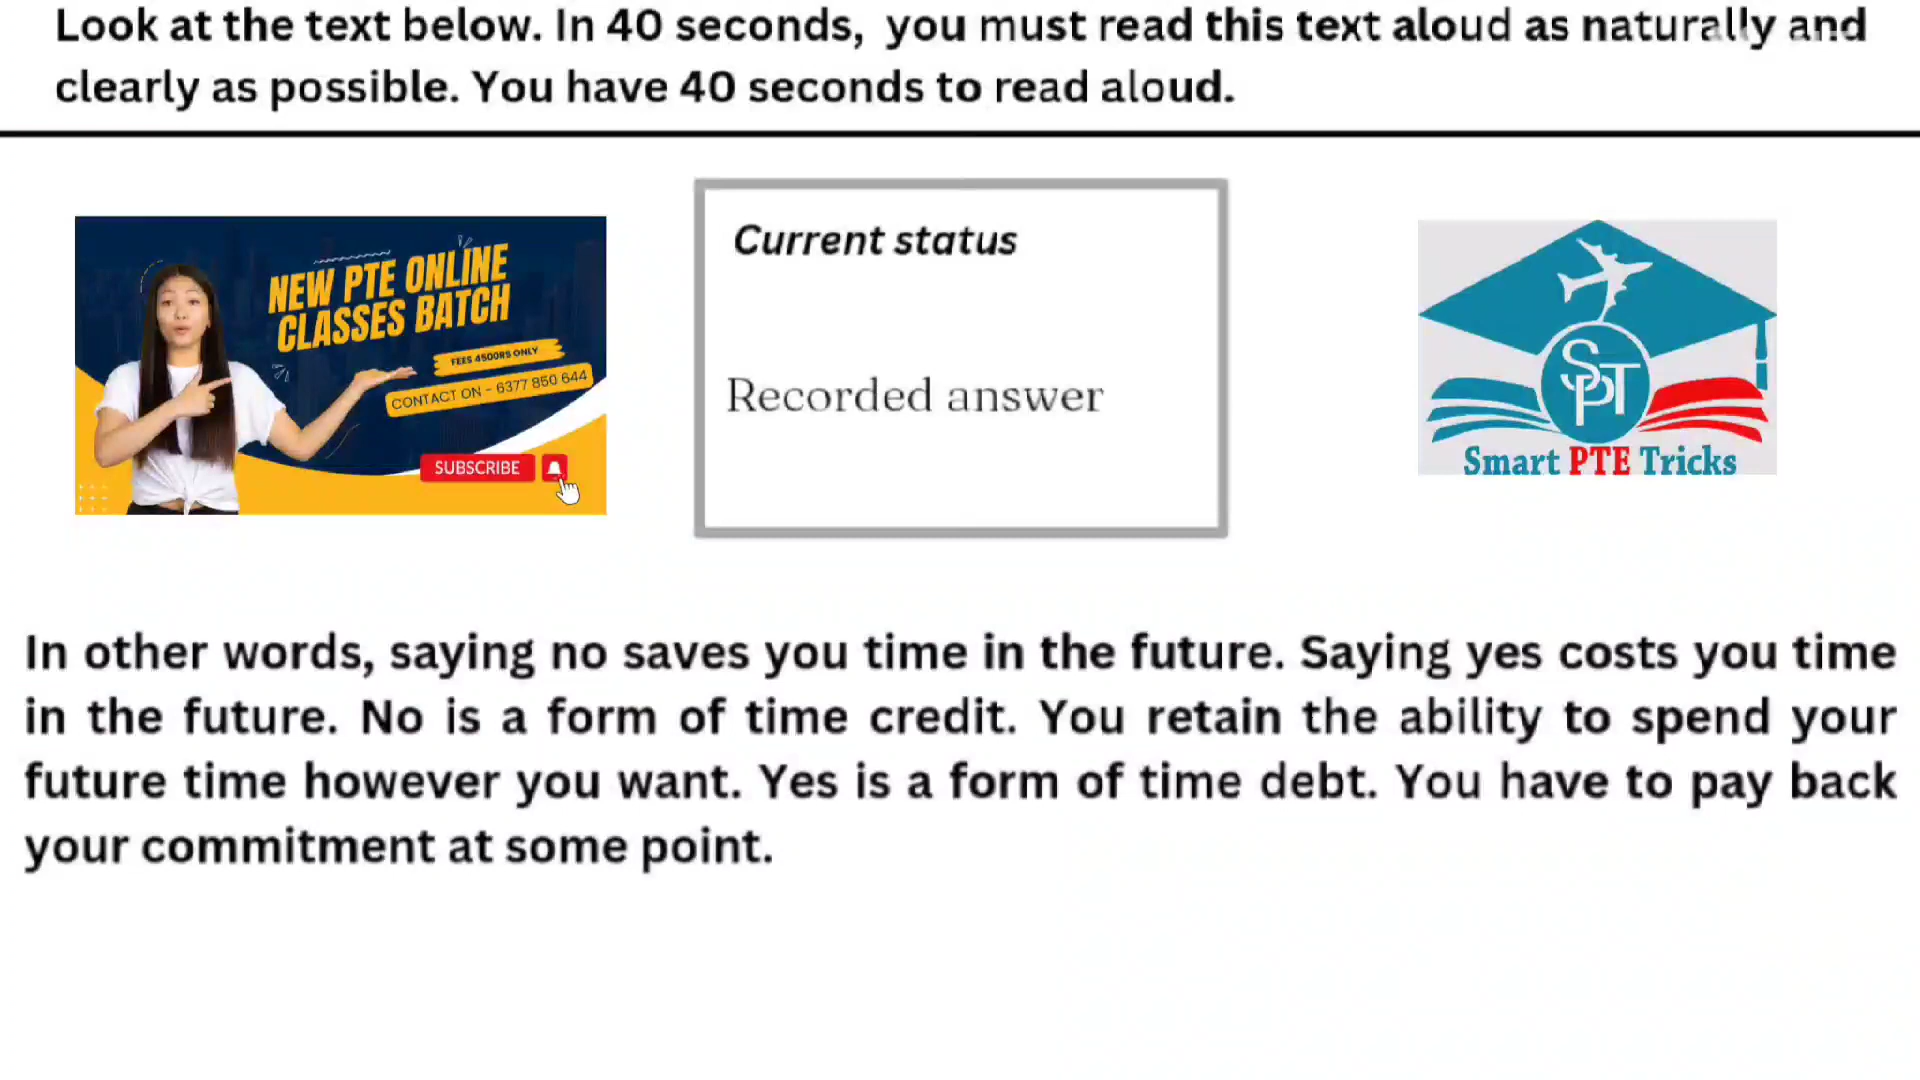 Look at the text below. In 40 seconds, you must read this text aloud as naturally and
clearly as possible. You have 40 seconds to read aloud.
NEW PTE ONLINE
CLASSES BATCH
FEES 4500RS ONLY
CONTACT ON - 6377 850 644
SUBSCRIBE
Current status
Recorded answer
SPT
Smart PTE Tricks
In other words, saying no saves you time in the future. Saying yes costs you time
in the future. No is a form of time credit. You retain the ability to spend your
future time however you want. Yes is a form of time debt. You have to pay back
your commitment at some point.